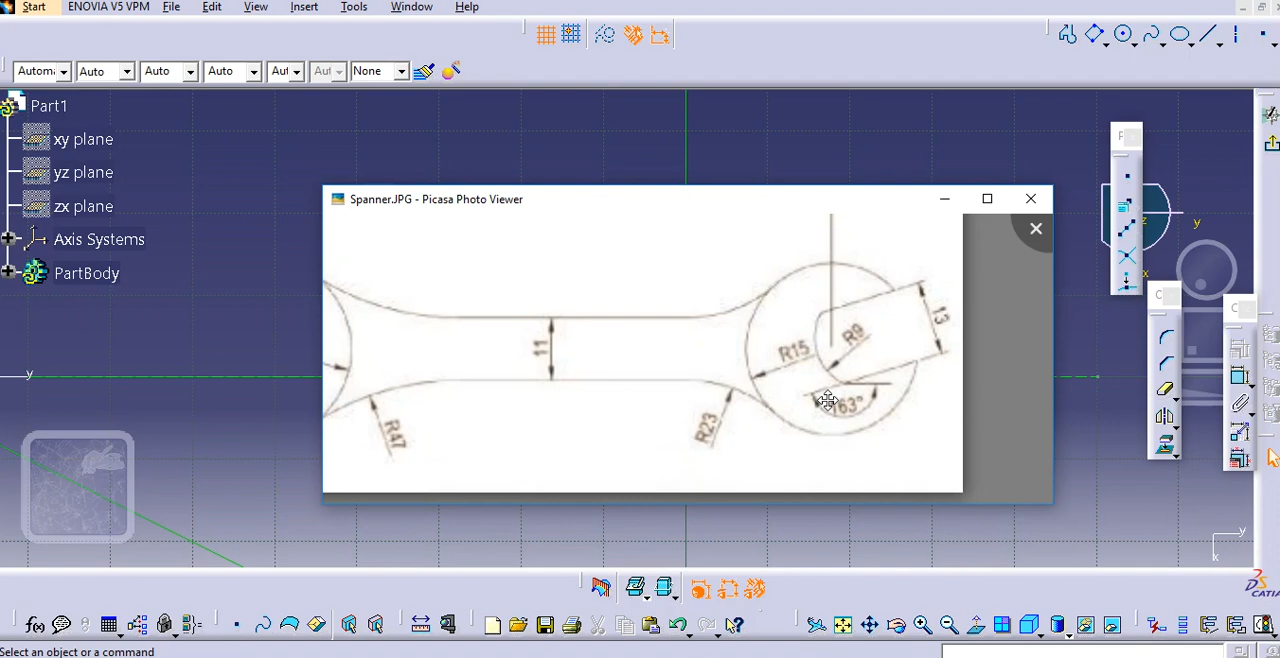 Start ENOVIA V5 VPM File Edit View Insert Tools Window Help
Auto Auto Auto None
Part1
xy plane
yz plane
zx plane
Axis Systems
PartBody
Spanner.JPG - Picasa Photo Viewer
13
R9
R15
11
63°
R47
R23
y
z
y
x
P
C
C
y
x
CATIA
f(x)
Select an object or a command